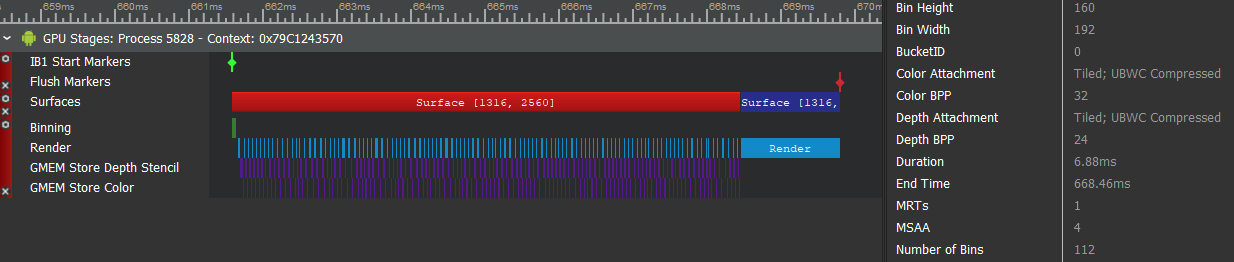 659ms 660ms 661ms 662ms 663ms 664ms 665ms 666ms 667ms 668ms 669ms 670m
GPU Stages: Process 5828 - Context: 0x79C1243570
IB1 Start Markers
Flush Markers
Surfaces Surface [1316, 2560] Surface [1316,
Binning
Render Render
GMEM Store Depth Stencil
GMEM Store Color
Bin Height 160
Bin Width 192
BucketID 0
Color Attachment Tiled; UBWC Compressed
Color BPP 32
Depth Attachment Tiled; UBWC Compressed
Depth BPP 24
Duration 6.88ms
End Time 668.46ms
MRTs 1
MSAA 4
Number of Bins 112